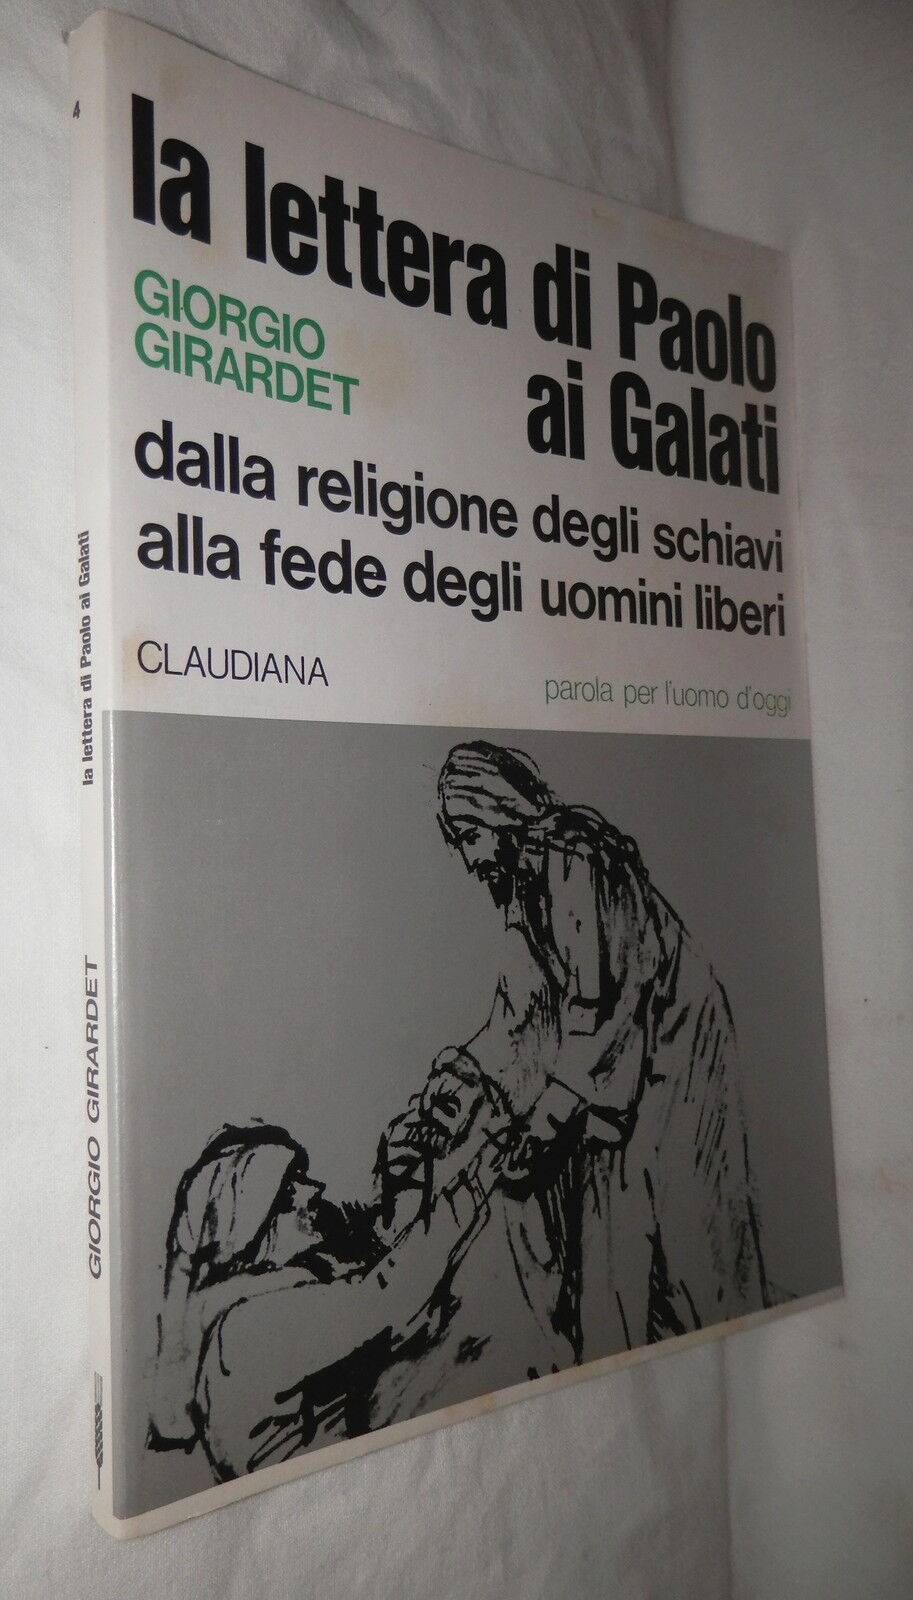 la lettera di Paolo
ai Galati
GIORGIO
GIRARDET
dalla religione degli schiavi
alla fede degli uomini liberi
CLAUDIANA
parola per l'uomo d'oggi
4
la lettera di Paolo ai Galati
GIORGIO GIRARDET